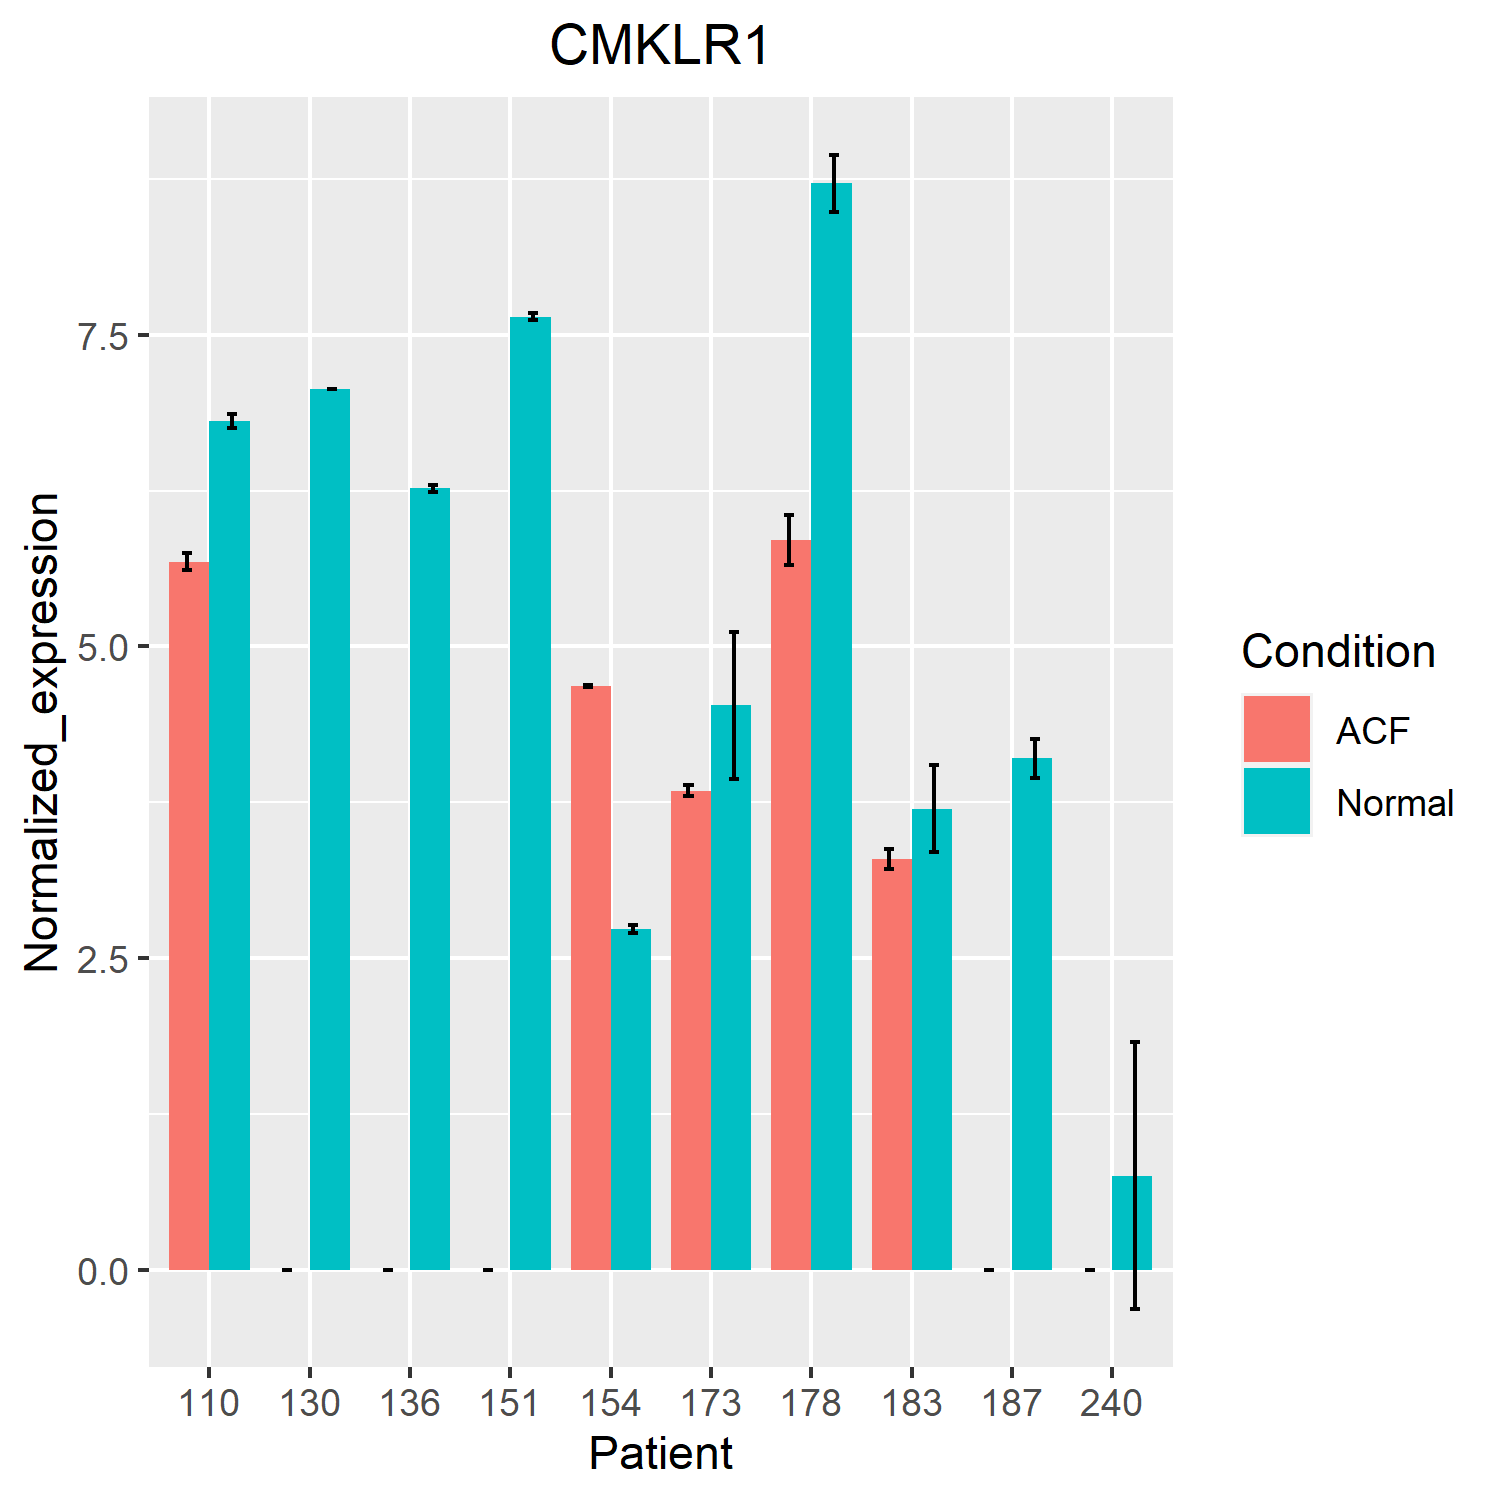 CMKLR1
Normalized_expression
7.5
5.0
2.5
0.0
110 130 136 151 154 173 178 183 187 240
Patient
Condition
ACF
Normal